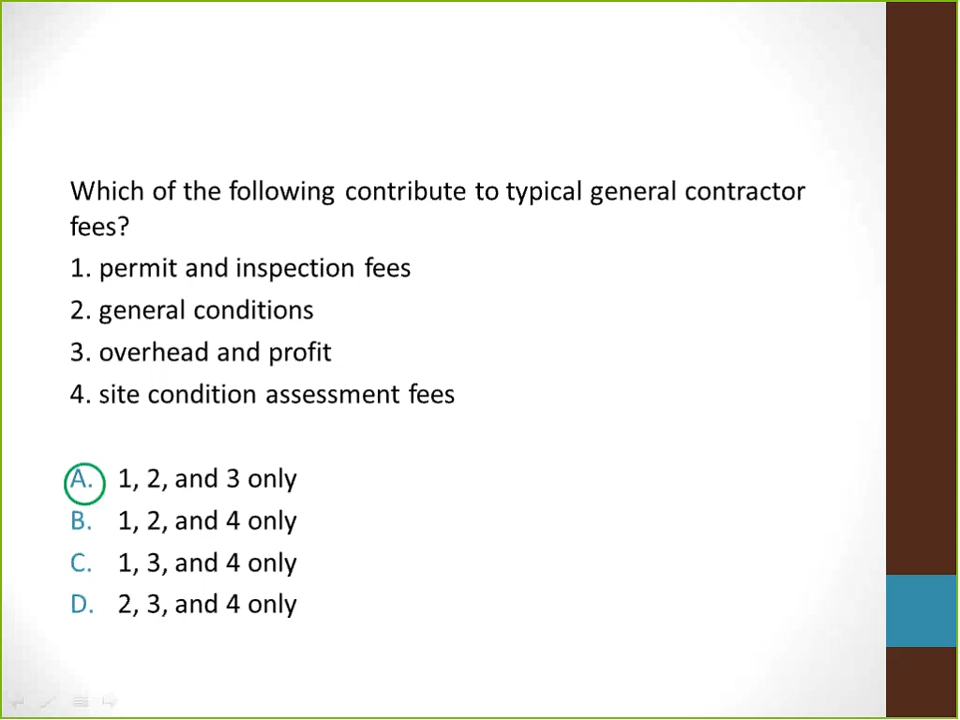 Which of the following contribute to typical general contractor
fees?
1. permit and inspection fees
2. general conditions
3. overhead and profit
4. site condition assessment fees
A. 1, 2, and 3 only
B. 1, 2, and 4 only
C. 1, 3, and 4 only
D. 2, 3, and 4 only